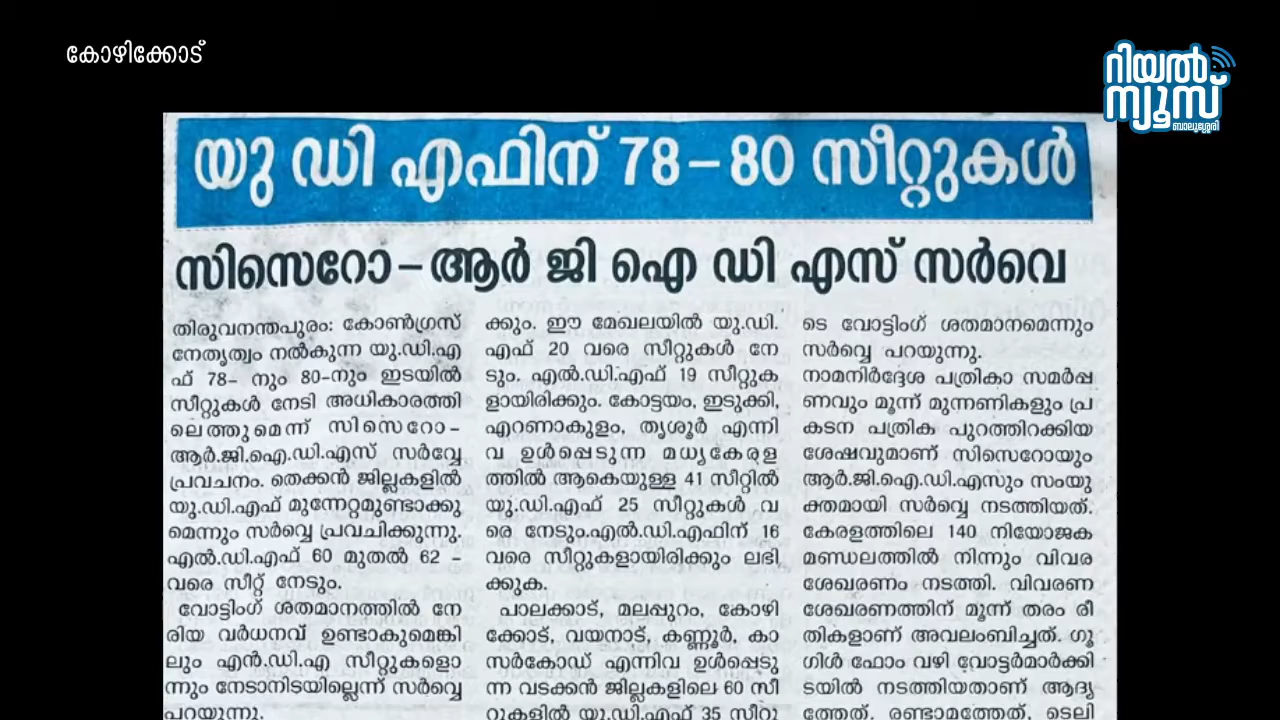 കോഴിക്കോട്
റിയൽ
ന്യൂസ്
ബാലുശ്ശേരി
യു ഡി എഫിന് 78-80 സീറ്റുകൾ
സിസെറോ-ആർ ജി ഐ ഡി എസ് സർവെ
തിരുവനന്തപുരം: കോൺഗ്രസ്
നേതൃത്വം നൽകുന്ന യു.ഡി.എ
ഫ് 78- നും 80-നും ഇടയിൽ
സീറ്റുകൾ നേടി അധികാരത്തി
ലെത്തുമെന്ന് സിസെറോ-
ആർ.ജി.ഐ.ഡി.എസ് സർവ്വേ
പ്രവചനം. തെക്കൻ ജില്ലകളിൽ
യു.ഡി.എഫ് മുന്നേറ്റമുണ്ടാക്കു
മെന്നും സർവ്വെ പ്രവചിക്കുന്നു.
എൽ.ഡി.എഫ് 60 മുതൽ 62 -
വരെ സീറ്റ് നേടും.
വോട്ടിംഗ് ശതമാനത്തിൽ നേ
രിയ വർധനവ് ഉണ്ടാകുമെങ്കി
ലും എൻ.ഡി.എ സീറ്റുകളൊ
ന്നും നേടാനിടയില്ലെന്ന് സർവ്വെ
പറയുന്നു.
ക്കും. ഈ മേഖലയിൽ യു.ഡി.
എഫ് 20 വരെ സീറ്റുകൾ നേ
ടും. എൽ.ഡി.എഫ് 19 സീറ്റുക
ളായിരിക്കും. കോട്ടയം, ഇടുക്കി,
എറണാകുളം, തൃശൂർ എന്നി
വ ഉൾപ്പെടുന്ന മധ്യകേരള
ത്തിൽ ആകെയുള്ള 41 സീറ്റിൽ
യു.ഡി.എഫ് 25 സീറ്റുകൾ വ
രെ നേടും.എൽ.ഡി.എഫിന് 16
വരെ സീറ്റുകളായിരിക്കും ലഭി
ക്കുക.
പാലക്കാട്, മലപ്പുറം, കോഴി
ക്കോട്, വയനാട്, കണ്ണൂർ, കാ
സർകോഡ് എന്നിവ ഉൾപ്പെടു
ന്ന വടക്കൻ ജില്ലകളിലെ 60 സീ
റ്റുകളിൽ യു.ഡി.എഫ് 35 സീറ്റു
ടെ വോട്ടിംഗ് ശതമാനമെന്നും
സർവ്വെ പറയുന്നു.
നാമനിർദ്ദേശ പത്രികാ സമർപ്പ
ണവും മൂന്ന് മുന്നണികളും പ്ര
കടന പത്രിക പുറത്തിറക്കിയ
ശേഷവുമാണ് സിസെറോയും
ആർ.ജി.ഐ.ഡി.എസും സംയു
ക്തമായി സർവ്വെ നടത്തിയത്.
കേരളത്തിലെ 140 നിയോജക
മണ്ഡലത്തിൽ നിന്നും വിവര
ശേഖരണം നടത്തി. വിവരണ
ശേഖരണത്തിന് മൂന്ന് തരം രീ
തികളാണ് അവലംബിച്ചത്. ഗൂ
ഗിൾ ഫോം വഴി വോട്ടർമാർക്കി
ടയിൽ നടത്തിയതാണ് ആദ്യ
ത്തേത്. രണ്ടാമത്തേത്. ടെലി